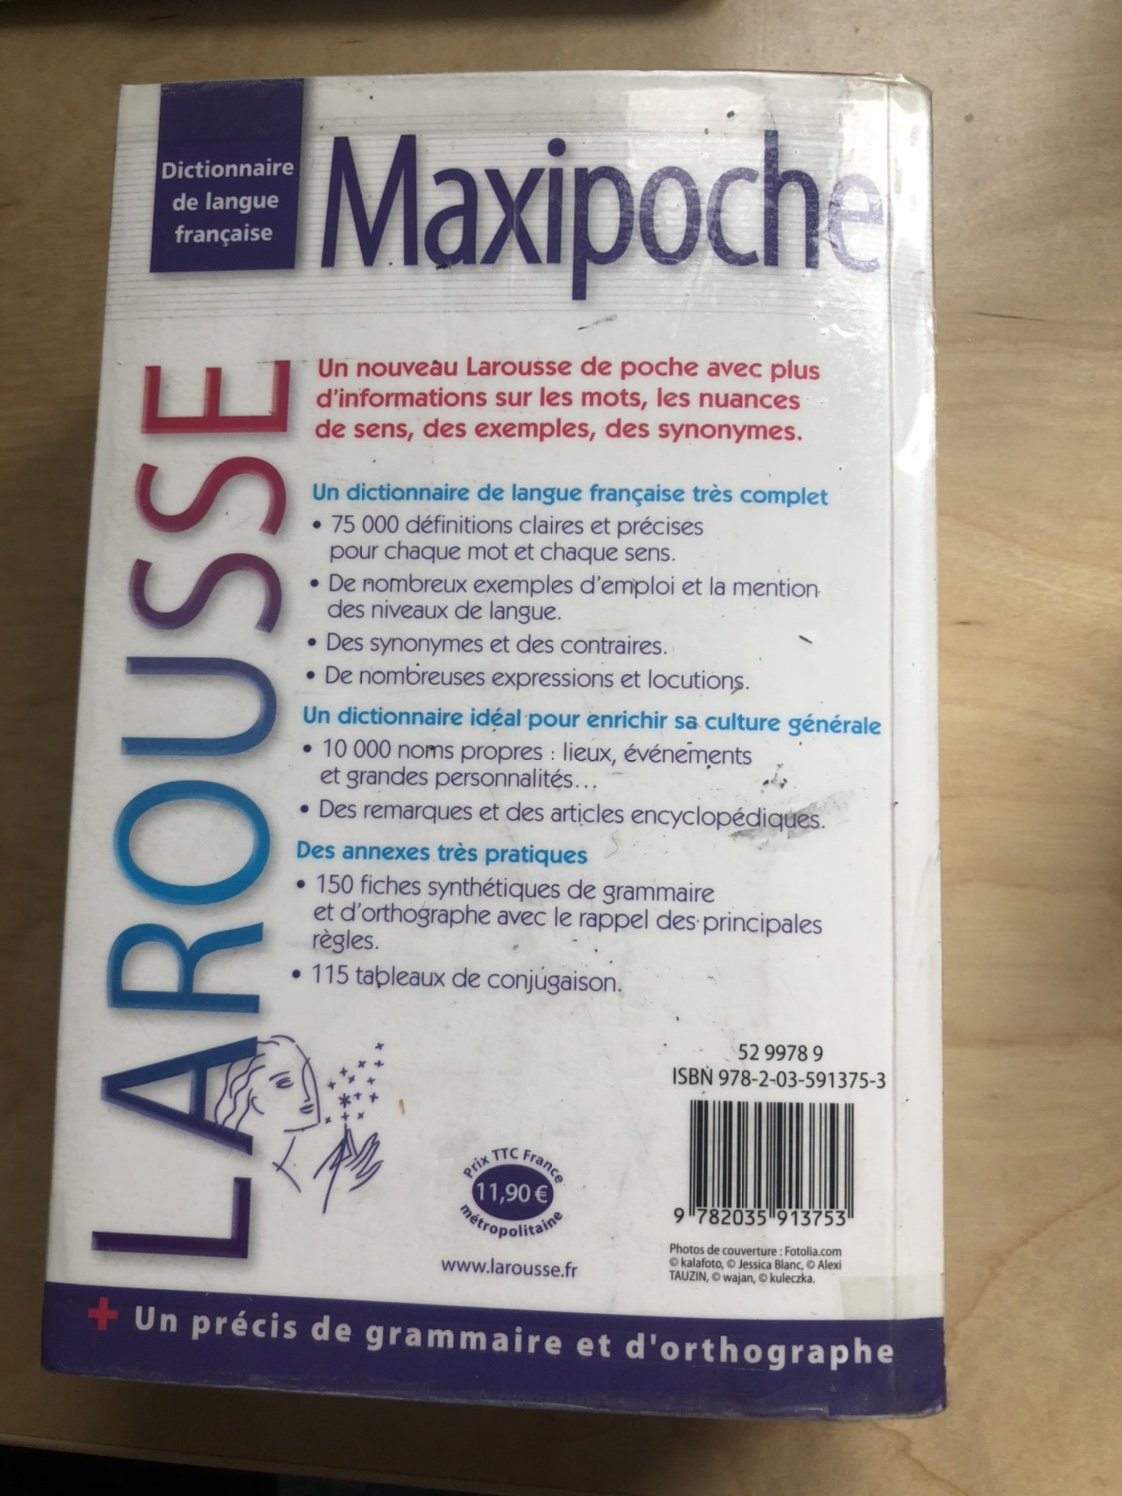 Dictionnaire
de langue
française
Maxipoche
LAROUSSE
Un nouveau Larousse de poche avec plus
d'informations sur les mots, les nuances
de sens, des exemples, des synonymes.
Un dictionnaire de langue française très complet
• 75 000 définitions claires et précises
pour chaque mot et chaque sens.
• De nombreux exemples d'emploi et la mention
des niveaux de langue.
• Des synonymes et des contraires.
• De nombreuses expressions et locutions.
Un dictionnaire idéal pour enrichir sa culture générale
• 10 000 noms propres : lieux, événements
et grandes personnalités...
• Des remarques et des articles encyclopédiques.
Des annexes très pratiques
• 150 fiches synthétiques de grammaire
et d'orthographe avec le rappel des principales
règles.
• 115 tableaux de conjugaison.
52 9978 9
ISBN 978-2-03-591375-3
9 782035 913753
Prix TTC France
11,90 €
métropolitaine
www.larousse.fr
Photos de couverture : Fotolia.com
© kalafoto, © Jessica Blanc, © Alexi
TAUZIN, © wajan, © kuleczka.
+ Un précis de grammaire et d'orthographe